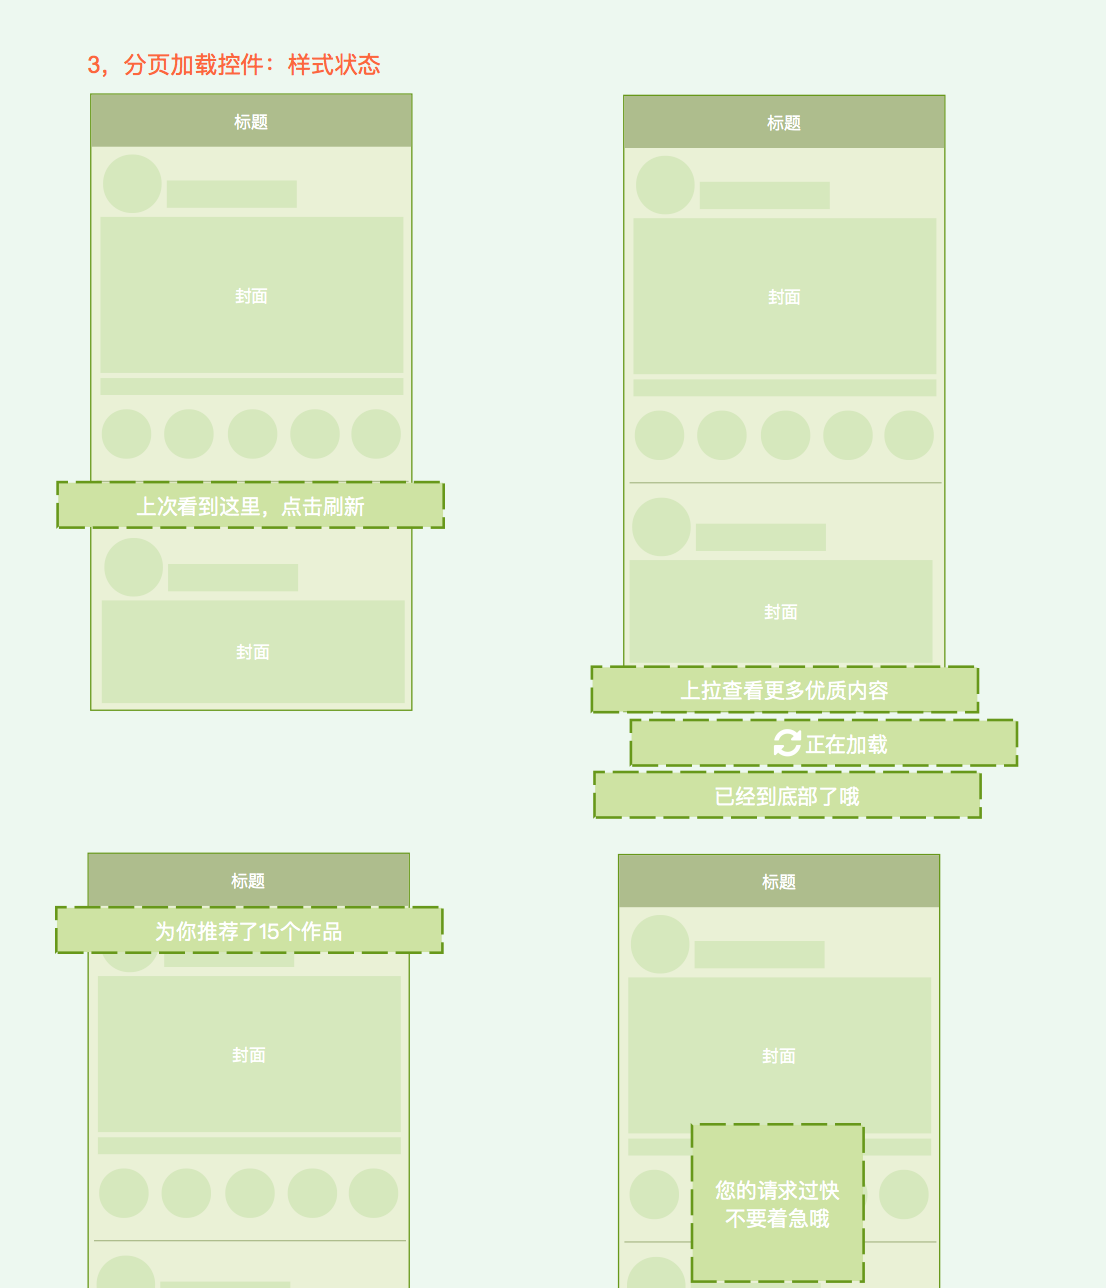 3，分页加载控件：样式状态
标题
封面
上次看到这里，点击刷新
封面
标题
封面
封面
上拉查看更多优质内容
正在加载
已经到底部了哦
标题
为你推荐了15个作品
封面
标题
封面
您的请求过快
不要着急哦